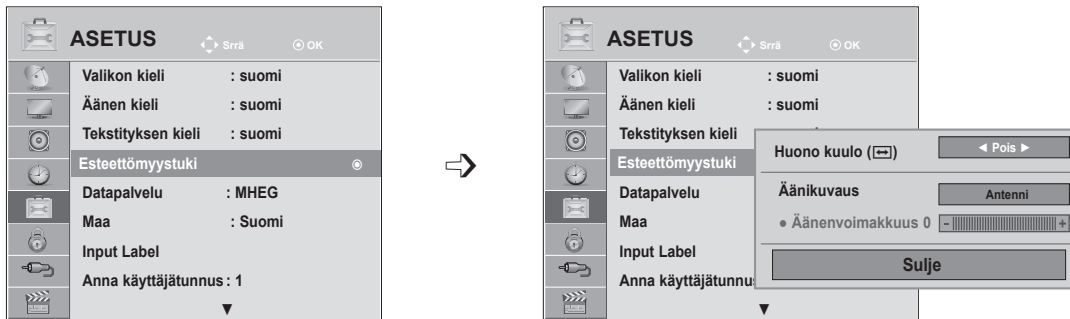 ASETUS Srrä OK
Valikon kieli : suomi
Äänen kieli : suomi
Tekstityksen kieli : suomi
Esteettömyystuki
Datapalvelu : MHEG
Maa : Suomi
Input Label
Anna käyttäjätunnus : 1
▼
ASETUS Srrä OK
Valikon kieli : suomi
Äänen kieli : suomi
Tekstityksen kieli
Esteettömyystuki
Datapalvelu
Maa
Input Label
Anna käyttäjätunnu
▼
Huono kuulo ( ) ◄ Pois ►
Äänikuvaus Antenni
● Äänenvoimakkuus 0 - +
Sulje